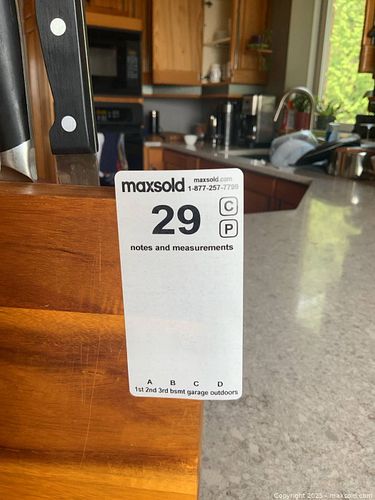 maxsold maxsold.com
1-877-257-7799
29 C
P
notes and measurements
A B C D
1st 2nd 3rd bsmt garage outdoors
Copyright 2025 - maxsold.com